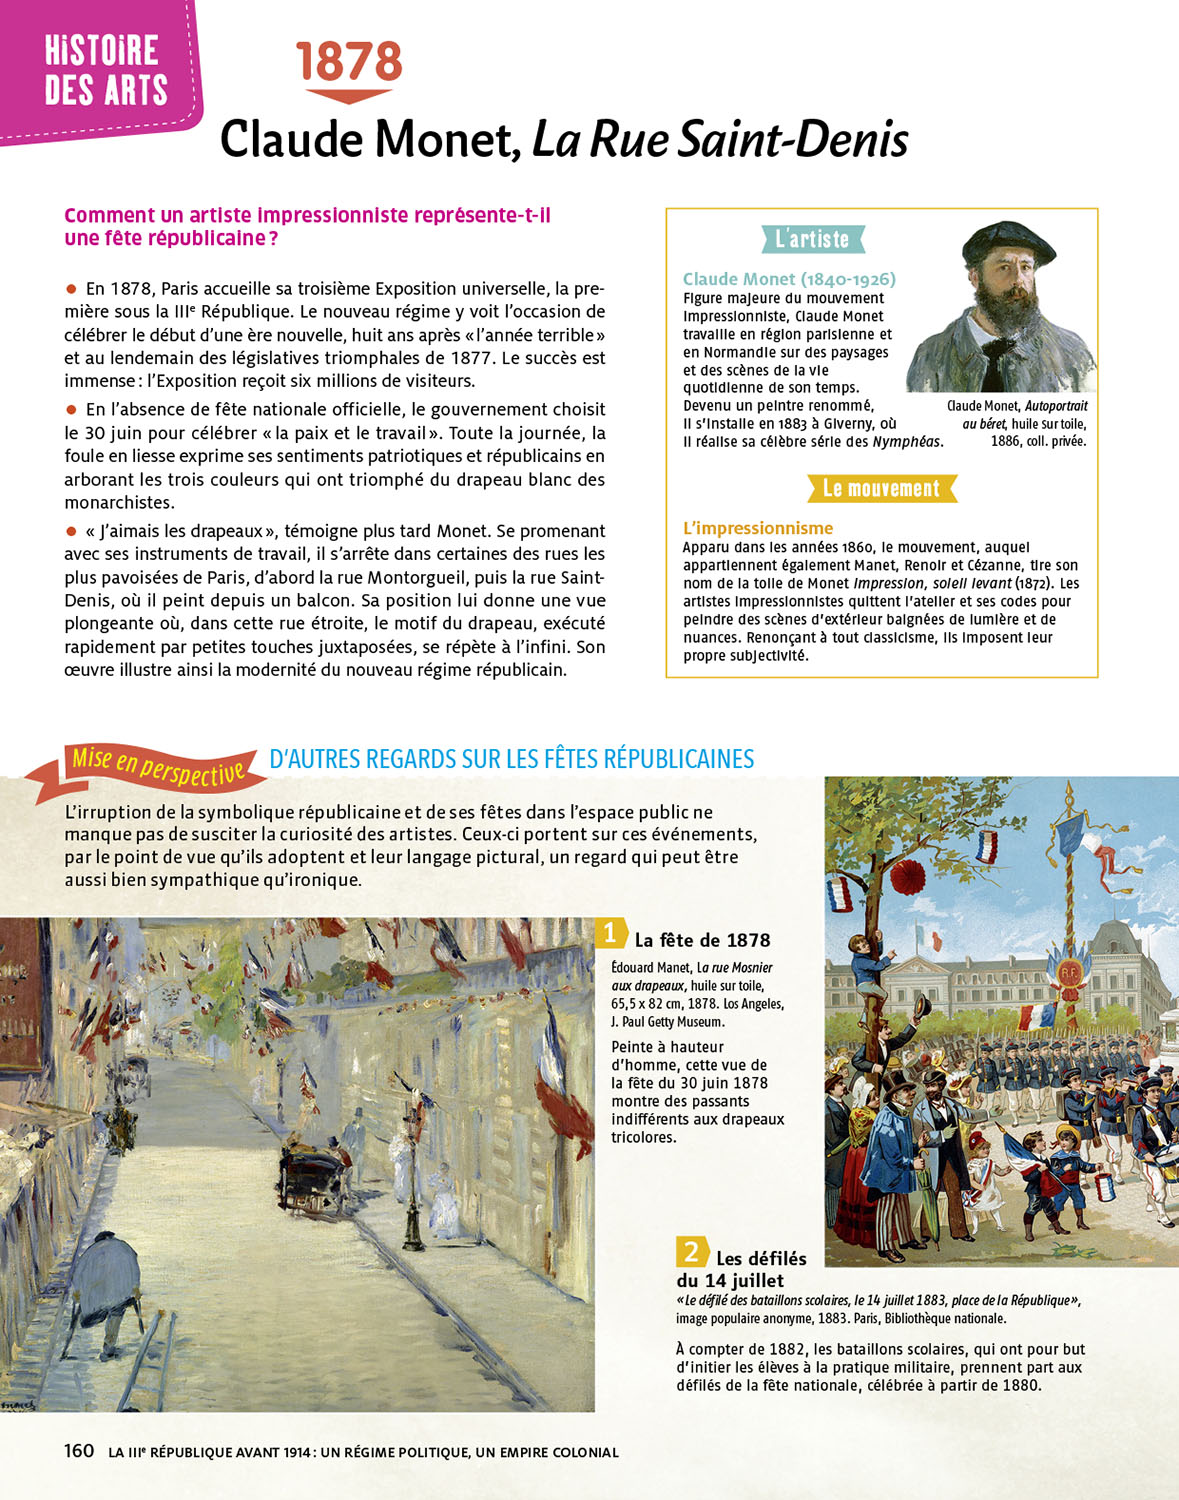 HISTOIRE
DES ARTS
1878
Claude Monet, La Rue Saint-Denis
Comment un artiste impressionniste représente-t-il
une fête républicaine ?
● En 1878, Paris accueille sa troisième Exposition universelle, la pre-
mière sous la IIIe République. Le nouveau régime y voit l’occasion de
célébrer le début d’une ère nouvelle, huit ans après « l’année terrible »
et au lendemain des législatives triomphales de 1877. Le succès est
immense : l’Exposition reçoit six millions de visiteurs.
● En l’absence de fête nationale officielle, le gouvernement choisit
le 30 juin pour célébrer « la paix et le travail ». Toute la journée, la
foule en liesse exprime ses sentiments patriotiques et républicains en
arborant les trois couleurs qui ont triomphé du drapeau blanc des
monarchistes.
● « J’aimais les drapeaux », témoigne plus tard Monet. Se promenant
avec ses instruments de travail, il s’arrête dans certaines des rues les
plus pavoisées de Paris, d’abord la rue Montorgueil, puis la rue Saint-
Denis, où il peint depuis un balcon. Sa position lui donne une vue
plongeante où, dans cette rue étroite, le motif du drapeau, exécuté
rapidement par petites touches juxtaposées, se répète à l’infini. Son
œuvre illustre ainsi la modernité du nouveau régime républicain.
L’artiste
Claude Monet (1840-1926)
Figure majeure du mouvement
impressionniste, Claude Monet
travaille en région parisienne et
en Normandie sur des paysages
et des scènes de la vie
quotidienne de son temps.
Devenu un peintre renommé,
il s’installe en 1883 à Giverny, où
il réalise sa célèbre série des Nymphéas.
Claude Monet, Autoportrait
au béret, huile sur toile,
1886, coll. privée.
Le mouvement
L’impressionnisme
Apparu dans les années 1860, le mouvement, auquel
appartiennent également Manet, Renoir et Cézanne, tire son
nom de la toile de Monet Impression, soleil levant (1872). Les
artistes impressionnistes quittent l’atelier et ses codes pour
peindre des scènes d’extérieur baignées de lumière et de
nuances. Renonçant à tout classicisme, ils imposent leur
propre subjectivité.
Mise en perspective
D’AUTRES REGARDS SUR LES FÊTES RÉPUBLICAINES
L’irruption de la symbolique républicaine et de ses fêtes dans l’espace public ne
manque pas de susciter la curiosité des artistes. Ceux-ci portent sur ces événements,
par le point de vue qu’ils adoptent et leur langage pictural, un regard qui peut être
aussi bien sympathique qu’ironique.
1 La fête de 1878
Édouard Manet, La rue Mosnier
aux drapeaux, huile sur toile,
65,5 x 82 cm, 1878. Los Angeles,
J. Paul Getty Museum.
Peinte à hauteur
d’homme, cette vue de
la fête du 30 juin 1878
montre des passants
indifférents aux drapeaux
tricolores.
R.F.
2 Les défilés
du 14 juillet
« Le défilé des bataillons scolaires, le 14 juillet 1883, place de la République »,
image populaire anonyme, 1883. Paris, Bibliothèque nationale.
À compter de 1882, les bataillons scolaires, qui ont pour but
d’initier les élèves à la pratique militaire, prennent part aux
défilés de la fête nationale, célébrée à partir de 1880.
160 LA IIIe RÉPUBLIQUE AVANT 1914 : UN RÉGIME POLITIQUE, UN EMPIRE COLONIAL